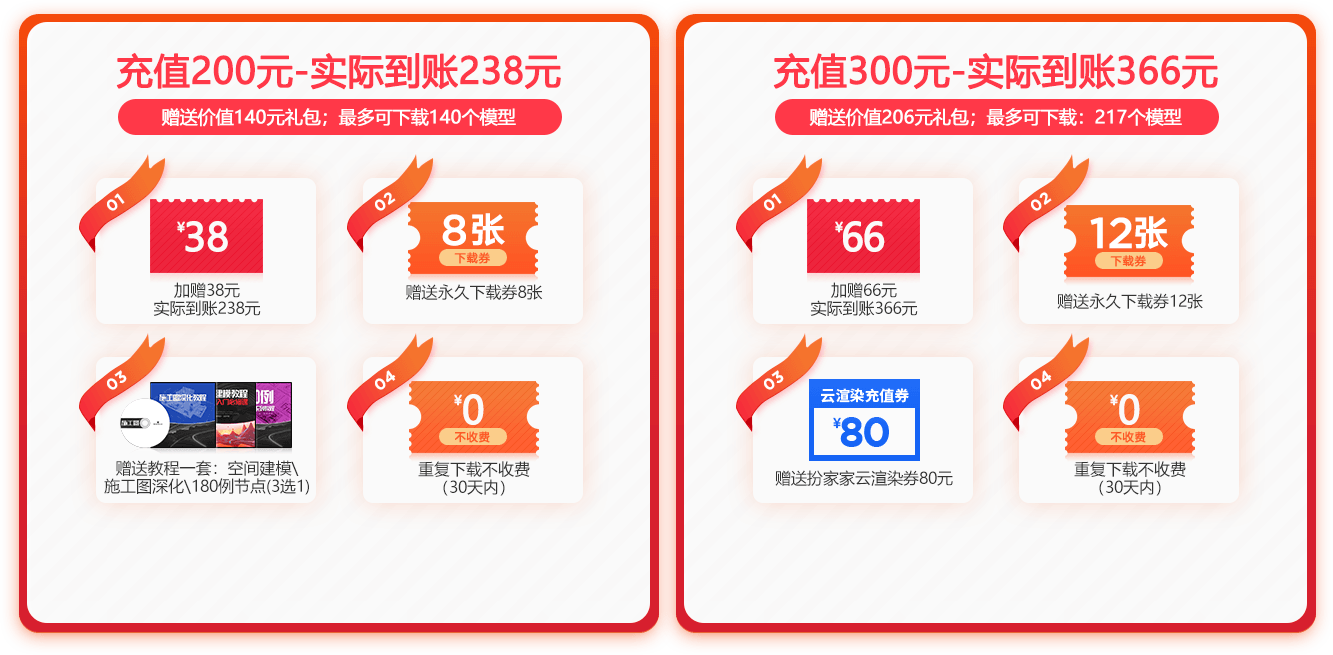 充值200元-实际到账238元
赠送价值140元礼包；最多可下载140个模型
01
¥38
加赠38元
实际到账238元
02
8张
下载券
赠送永久下载券8张
03
施工图深化教程
建模教程
0例
施工图
赠送教程一套：空间建模\
施工图深化\180例节点(3选1)
04
¥0
不收费
重复下载不收费
（30天内）
充值300元-实际到账366元
赠送价值206元礼包；最多可下载：217个模型
01
¥66
加赠66元
实际到账366元
02
12张
下载券
赠送永久下载券12张
03
云渲染充值券
¥80
赠送扮家家云渲染券80元
04
¥0
不收费
重复下载不收费
（30天内）